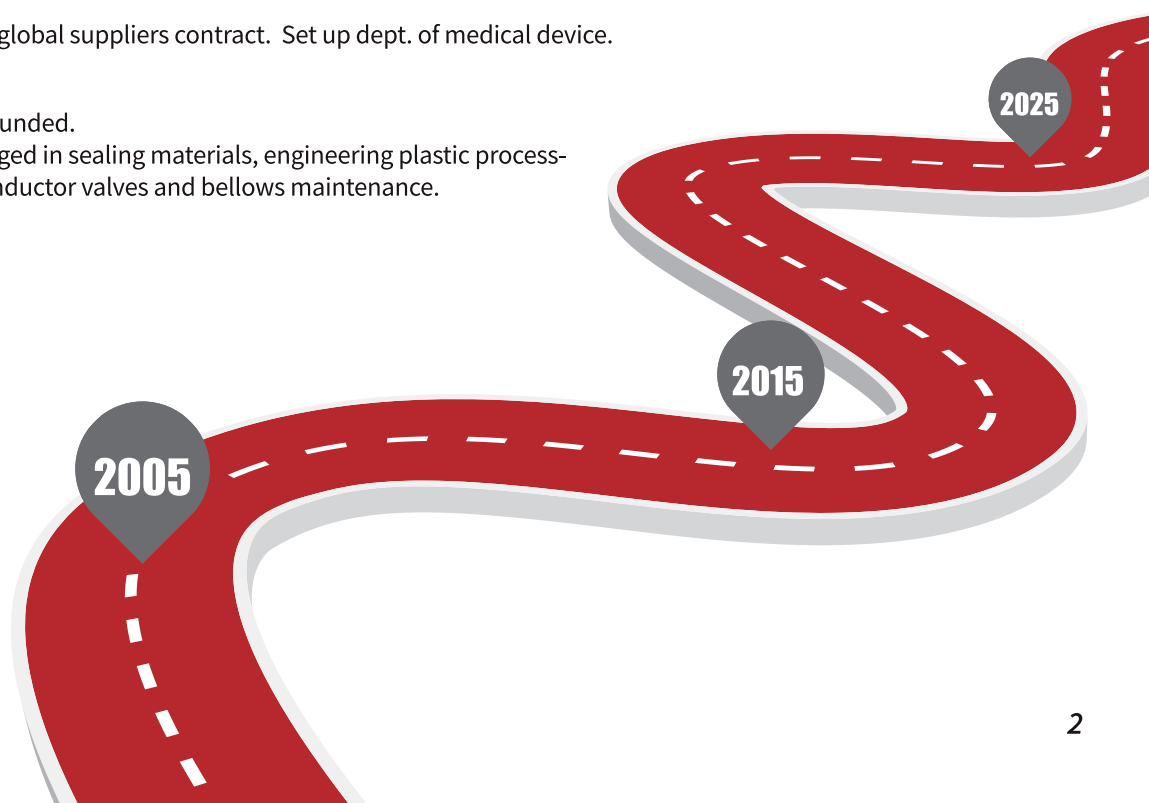 global suppliers contract.  Set up dept. of medical device.
unded.
ged in sealing materials, engineering plastic process-
nductor valves and bellows maintenance.
2025
2015
2005
2